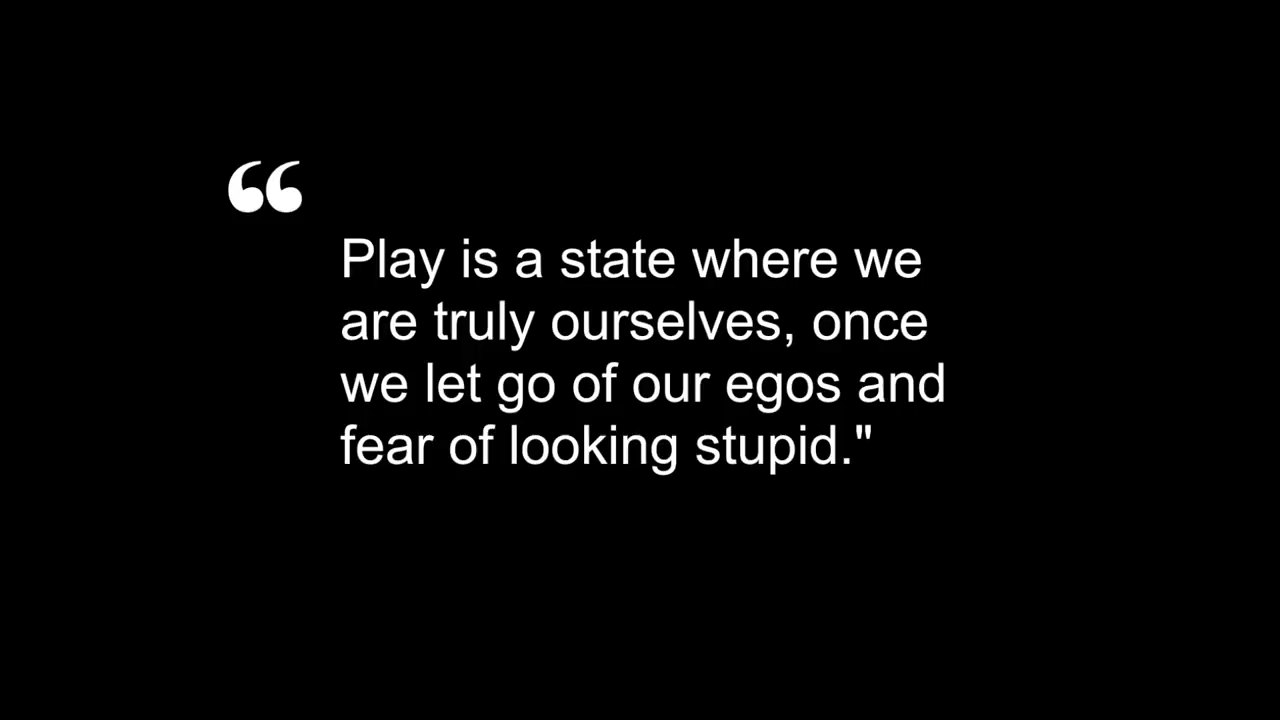 “
Play is a state where we
are truly ourselves, once
we let go of our egos and
fear of looking stupid."